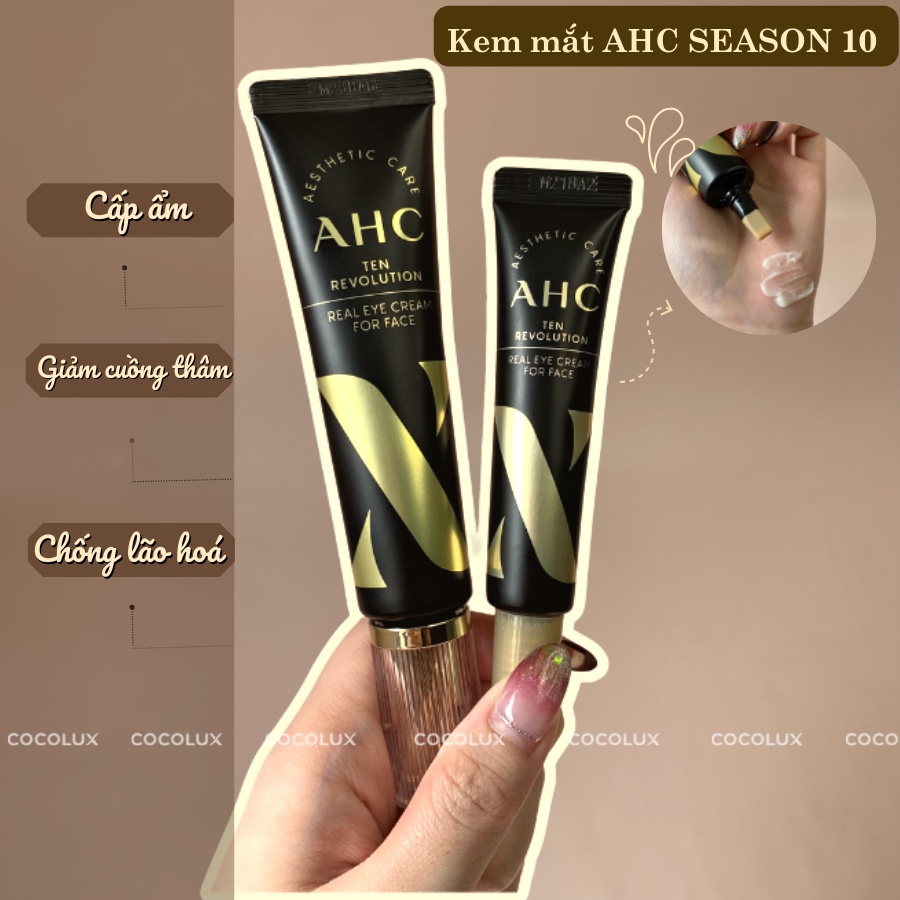 Kem mắt AHC SEASON 10
Cấp ẩm
Giảm cuồng thâm
Chống lão hoá
AESTHETIC CARE
AHC
TEN
REVOLUTION
REAL EYE CREAM
FOR FACE
AESTHETIC CARE
AHC
TEN
REVOLUTION
REAL EYE CREAM
FOR FACE
COCOLUX COCOLUX COCOLUX COCOLUX COCOLUX COCOLUX COCO